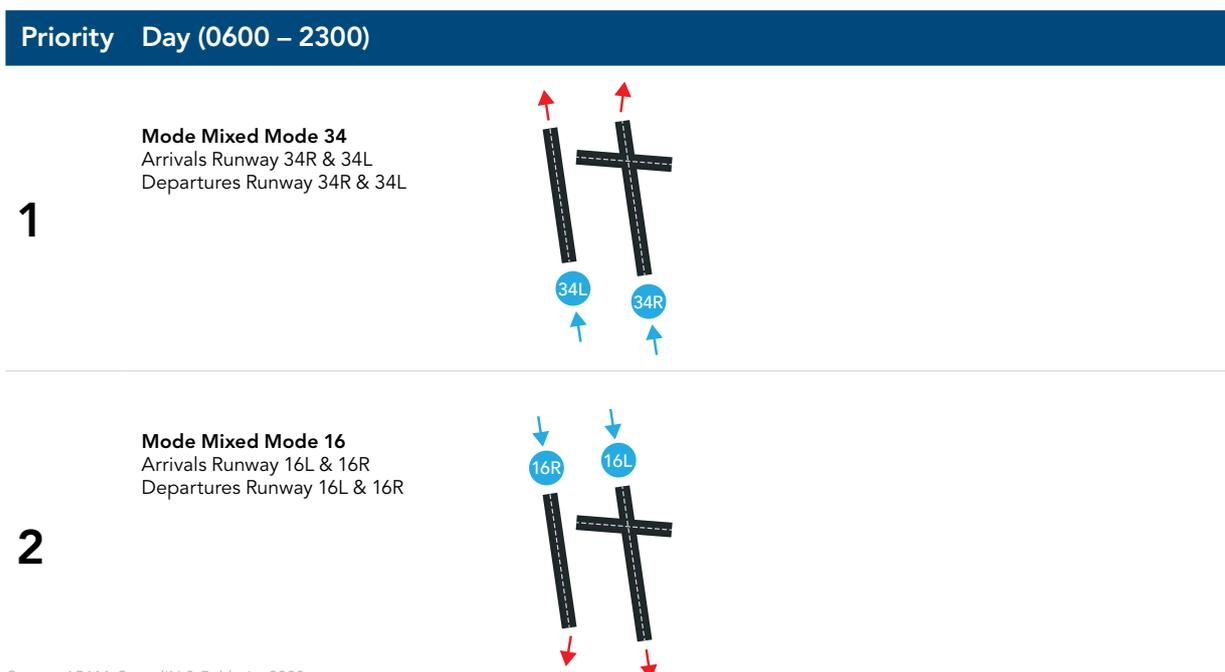 Priority Day (0600 – 2300)
1
Mode Mixed Mode 34
Arrivals Runway 34R & 34L
Departures Runway 34R & 34L
34L
34R
2
Mode Mixed Mode 16
Arrivals Runway 16L & 16R
Departures Runway 16L & 16R
16R
16L